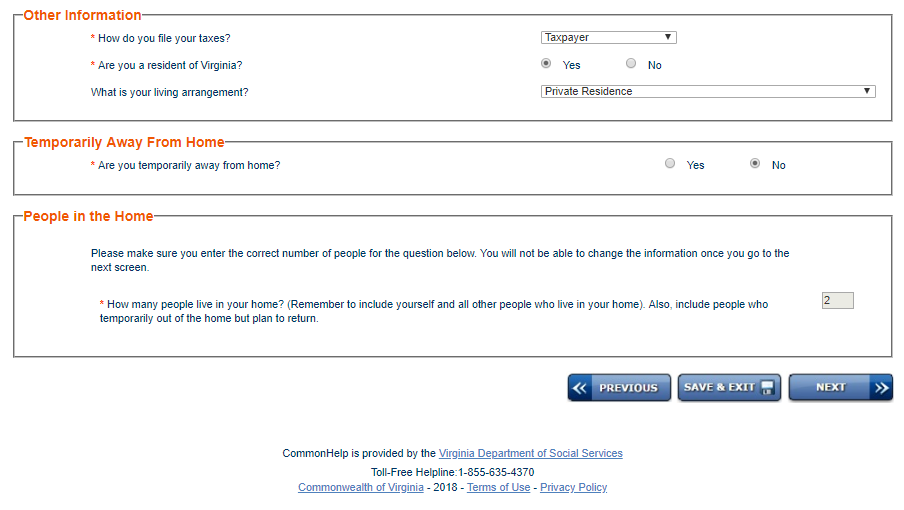 Other Information
* How do you file your taxes? Taxpayer
* Are you a resident of Virginia? Yes No
What is your living arrangement? Private Residence
Temporarily Away From Home
* Are you temporarily away from home? Yes No
People in the Home
Please make sure you enter the correct number of people for the question below. You will not be able to change the information once you go to the
next screen.
* How many people live in your home? (Remember to include yourself and all other people who live in your home). Also, include people who 2
temporarily out of the home but plan to return.
PREVIOUS SAVE & EXIT NEXT
CommonHelp is provided by the Virginia Department of Social Services
Toll-Free Helpline:1-855-635-4370
Commonwealth of Virginia - 2018 - Terms of Use - Privacy Policy